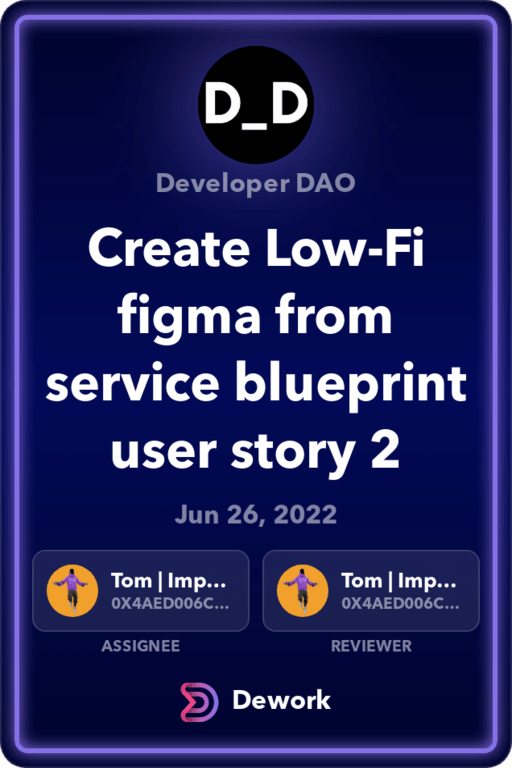 D_D
Developer DAO
Create Low-Fi
figma from
service blueprint
user story 2
Jun 26, 2022
Tom | Imp... Tom | Imp...
0X4AED006C... 0X4AED006C...
ASSIGNEE REVIEWER
Dework